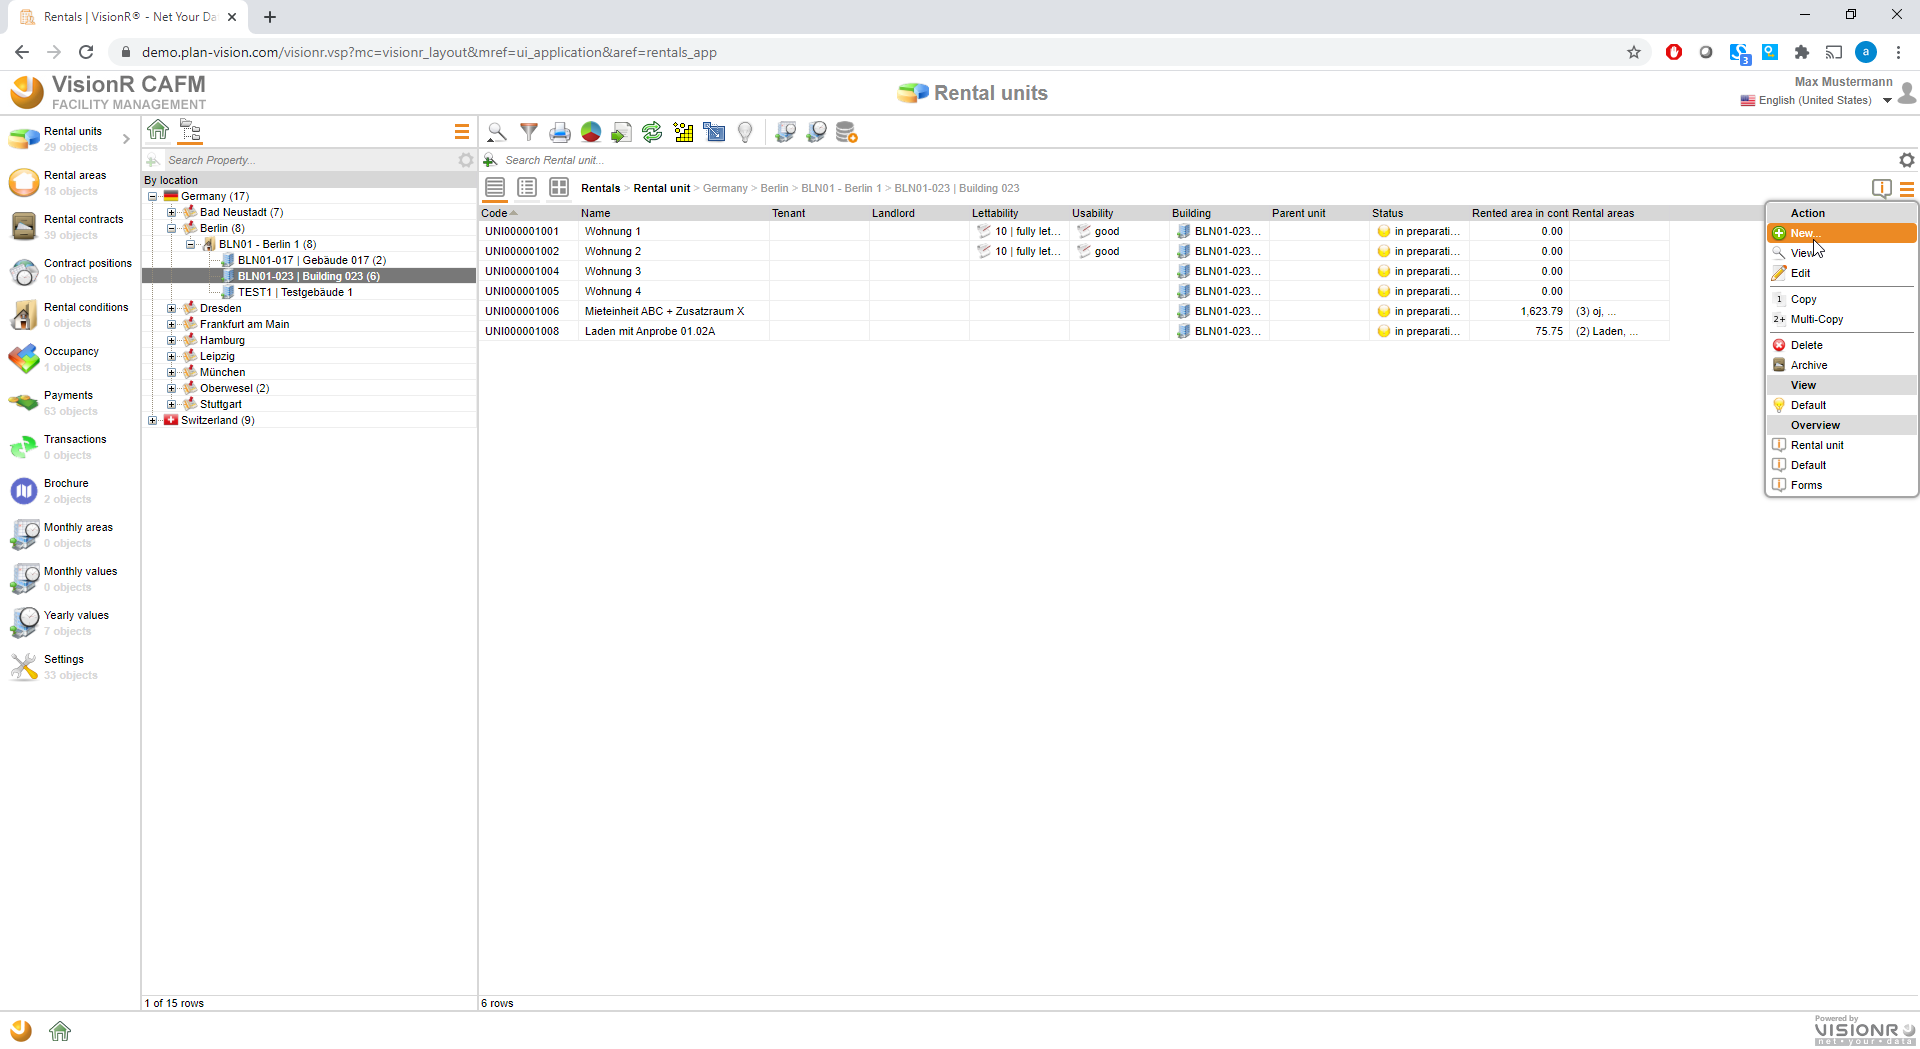 Rentals | VisionR® - Net Your Da
demo.plan-vision.com/visionr.vsp?mc=visionr_layout&mref=ui_application&aref=rentals_app
3
a
VisionR CAFM
FACILITY MANAGEMENT
Rental units
Max Mustermann
English (United States)
Rental units
29 objects
Rental areas
18 objects
Rental contracts
39 objects
Contract positions
10 objects
Rental conditions
0 objects
Occupancy
1 objects
Payments
63 objects
Transactions
0 objects
Brochure
2 objects
Monthly areas
0 objects
Monthly values
0 objects
Yearly values
7 objects
Settings
33 objects
Search Property...
By location
Germany (17)
Bad Neustadt (7)
Berlin (8)
BLN01 - Berlin 1 (8)
BLN01-017 | Gebäude 017 (2)
BLN01-023 | Building 023 (6)
TEST1 | Testgebäude 1
Dresden
Frankfurt am Main
Hamburg
Leipzig
München
Oberwesel (2)
Stuttgart
Switzerland (9)
1 of 15 rows
Search Rental unit...
Rentals > Rental unit > Germany > Berlin > BLN01 - Berlin 1 > BLN01-023 | Building 023
Code Name Tenant Landlord Lettability Usability Building Parent unit Status Rented area in cont Rental areas
UNI000001001 Wohnung 1 10 | fully let... good BLN01-023... in preparati... 0.00
UNI000001002 Wohnung 2 10 | fully let... good BLN01-023... in preparati... 0.00
UNI000001004 Wohnung 3 BLN01-023... in preparati... 0.00
UNI000001005 Wohnung 4 BLN01-023... in preparati... 0.00
UNI000001006 Mieteinheit ABC + Zusatzraum X BLN01-023... in preparati... 1,623.79 (3) oj, ...
UNI000001008 Laden mit Anprobe 01.02A BLN01-023... in preparati... 75.75 (2) Laden, ...
6 rows
Action
New...
View
Edit
1 Copy
2+ Multi-Copy
Delete
Archive
View
Default
Overview
Rental unit
Default
Forms
Powered by
VISIONR
net • your • data